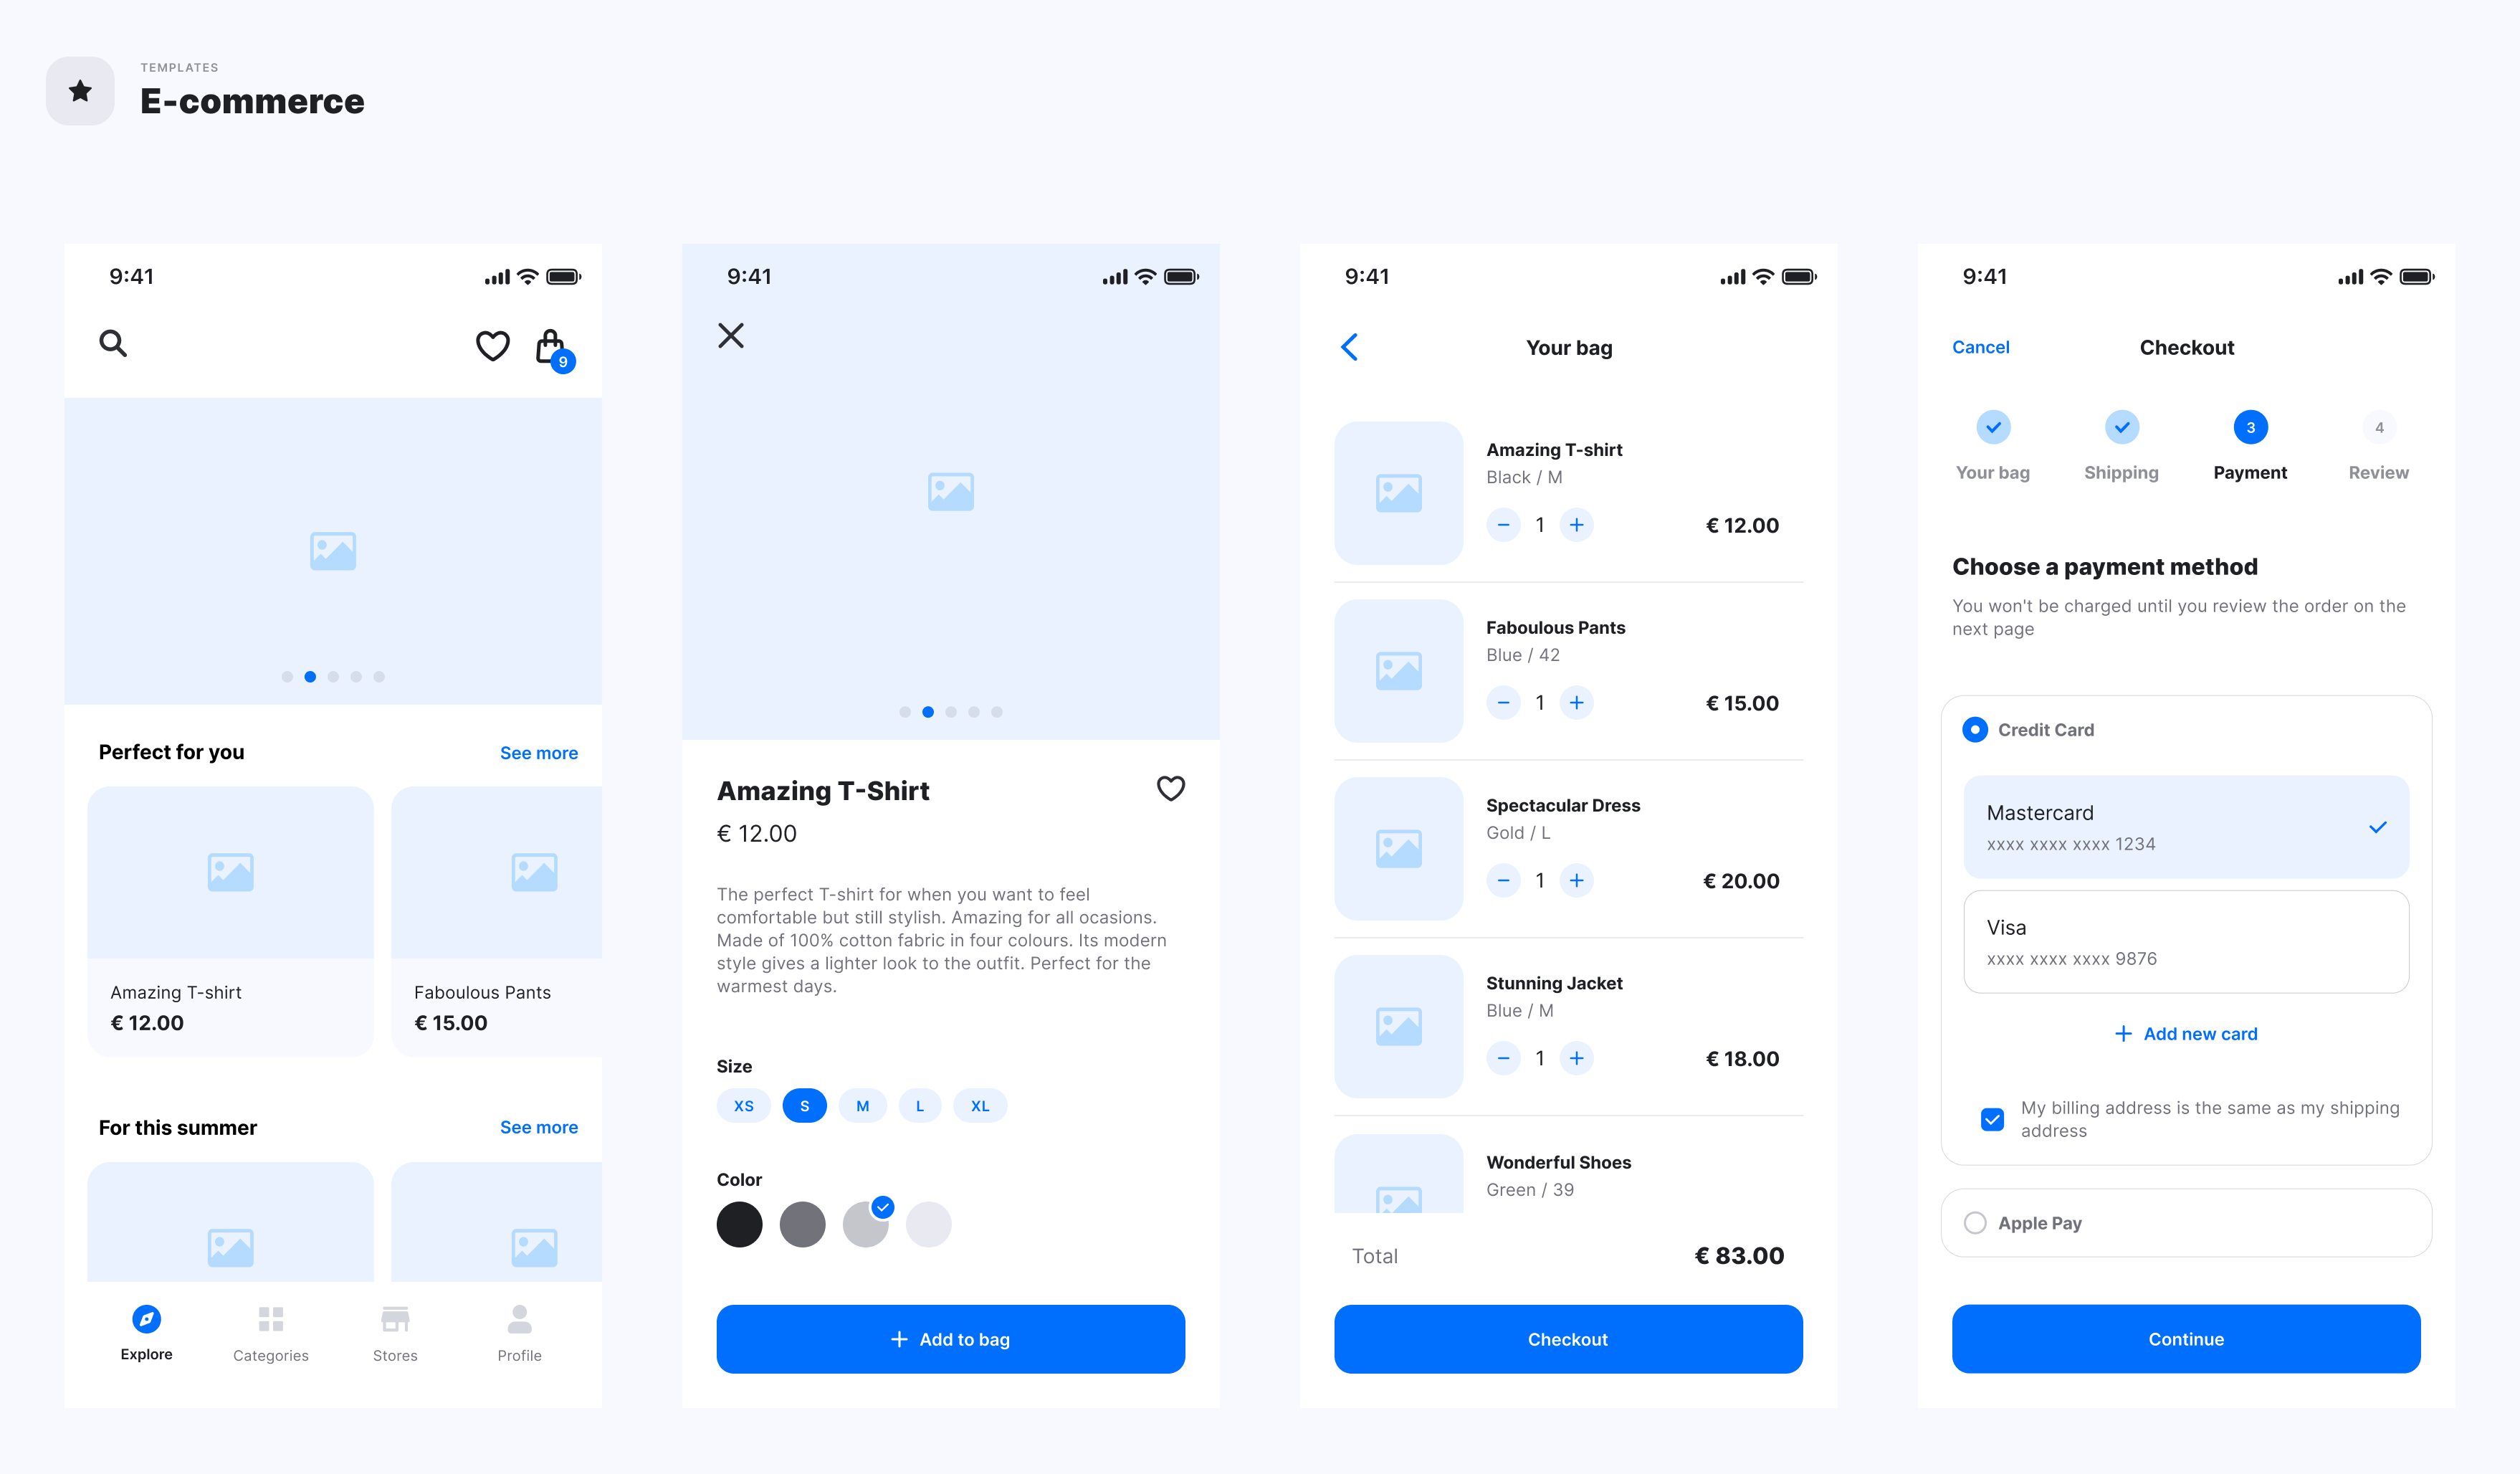 TEMPLATES
E-commerce
9:41
9
Perfect for you
See more
Amazing T-shirt
€ 12.00
Faboulous Pants
€ 15.00
For this summer
See more
Explore
Categories
Stores
Profile
9:41
Amazing T-Shirt
€ 12.00
The perfect T-shirt for when you want to feel
comfortable but still stylish. Amazing for all ocasions.
Made of 100% cotton fabric in four colours. Its modern
style gives a lighter look to the outfit. Perfect for the
warmest days.
Size
XS S M L XL
Color
Add to bag
9:41
Your bag
Amazing T-shirt
Black / M
1
€ 12.00
Faboulous Pants
Blue / 42
1
€ 15.00
Spectacular Dress
Gold / L
1
€ 20.00
Stunning Jacket
Blue / M
1
€ 18.00
Wonderful Shoes
Green / 39
Total
€ 83.00
Checkout
9:41
Cancel
Checkout
3
4
Your bag
Shipping
Payment
Review
Choose a payment method
You won't be charged until you review the order on the
next page
Credit Card
Mastercard
xxxx xxxx xxxx 1234
Visa
xxxx xxxx xxxx 9876
Add new card
My billing address is the same as my shipping
address
Apple Pay
Continue